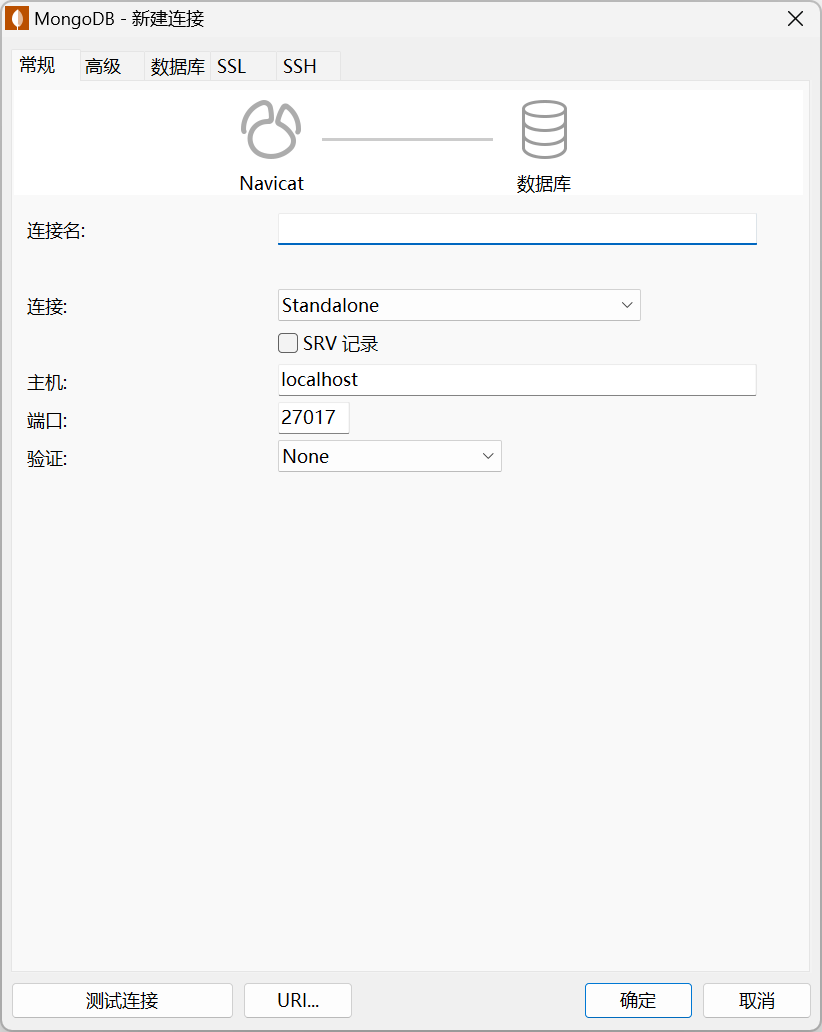 MongoDB - 新建连接
常规 高级 数据库 SSL SSH
Navicat 数据库
连接名:
连接: Standalone
SRV 记录
主机: localhost
端口: 27017
验证: None
测试连接 URI... 确定 取消